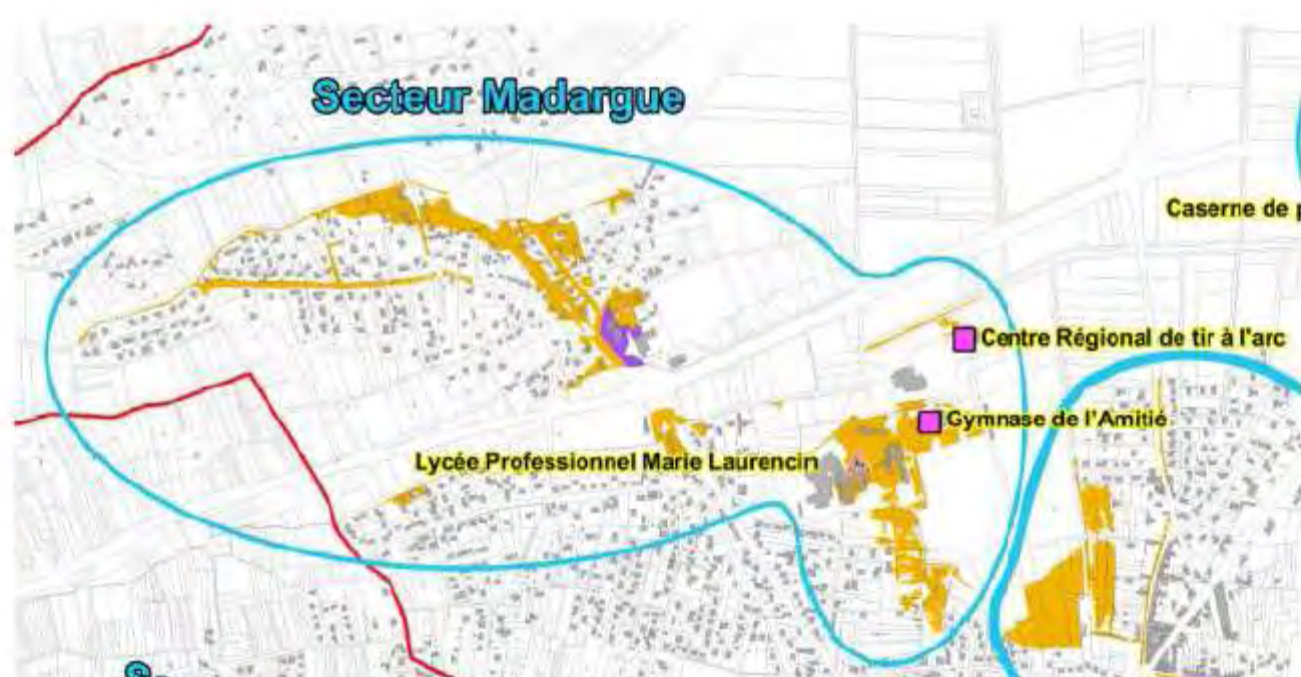 Secteur Madargue
Caserne de
Centre Régional de tir à l'arc
Gymnase de l'Amitié
Lycée Professionnel Marie Laurencin